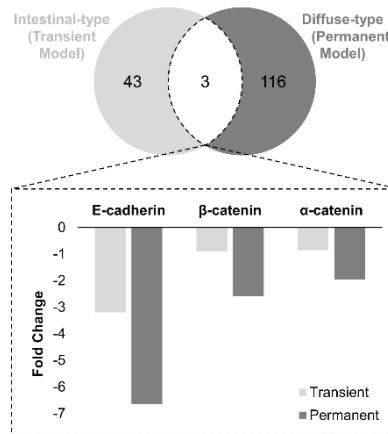 Intestinal-type
(Transient
Model)
Diffuse-type
(Permanent
Model)
43
3
116
E-cadherin
β-catenin
α-catenin
0
-1
-2
-3
-4
-5
-6
-7
Fold Change
Transient
Permanent